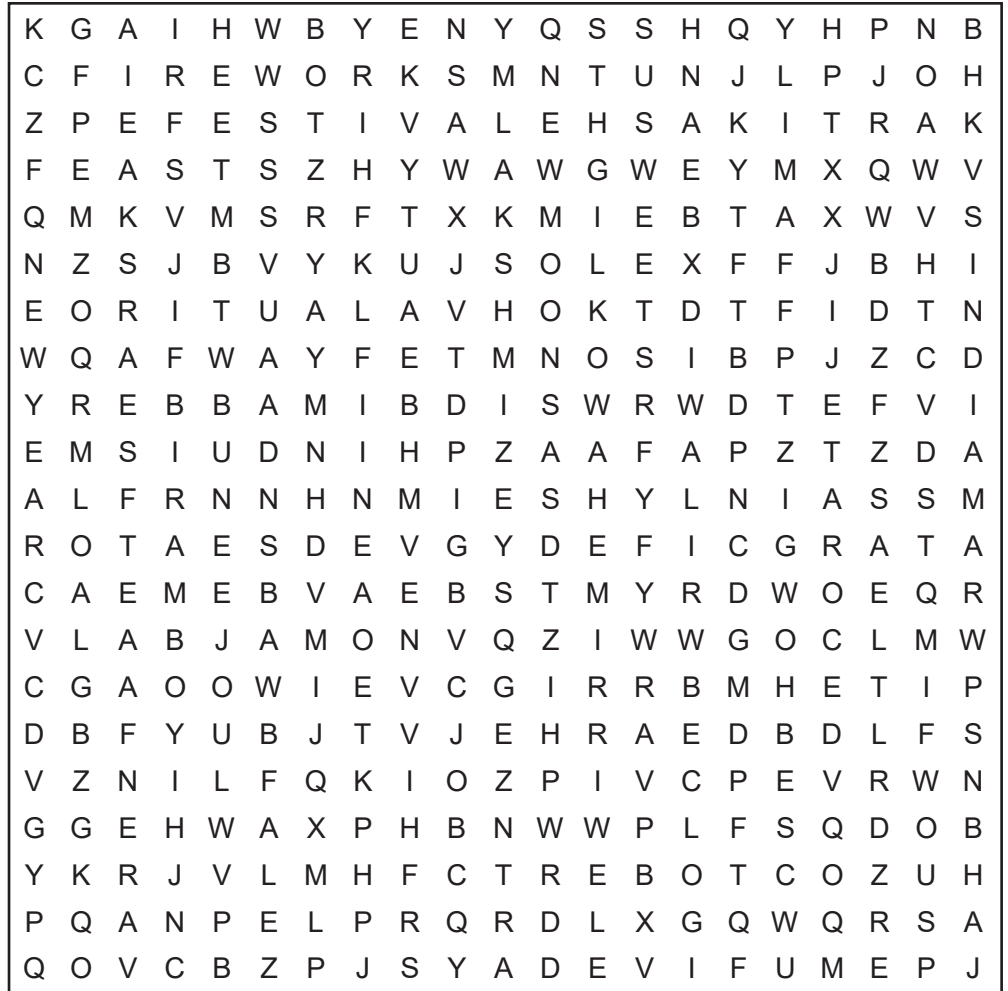 K G A I H W B Y E N Y Q S S H Q Y H P N B
C F I R E W O R K S M N T U N J L P J O H
Z P E F E S T I V A L E H S A K I T R A K
F E A S T S Z H Y W A W G W E Y M X Q W V
Q M K V M S R F T X K M I E B T A X W V S
N Z S J B V Y K U J S O L E X F F J B H I
E O R I T U A L A V H O K T D T F I D T N
W Q A F W A Y F E T M N O S I B P J Z C D
Y R E B B A M I B D I S W R W D T E F V I
E M S I U D N I H P Z A A F A P Z T Z D A
A L F R N N H N M I E S H Y L N I A S S M
R O T A E S D E V G Y D E F I C G R A T A
C A E M E B V A E B S T M Y R D W O E Q R
V L A B J A M O N V Q Z I W W G O C L M W
C G A O O W I E V C G I R R B M H E T I P
D B F Y U B J T V J E H R A E D B D L F S
V Z N I L F Q K I O Z P I V C P E V R W N
G G E H W A X P H B N W W P L F S Q D O B
Y K R J V L M H F C T R E B O T C O Z U H
P Q A N P E L P R Q R D L X G Q W Q R S A
Q O V C B Z P J S Y A D E V I F U M E P J